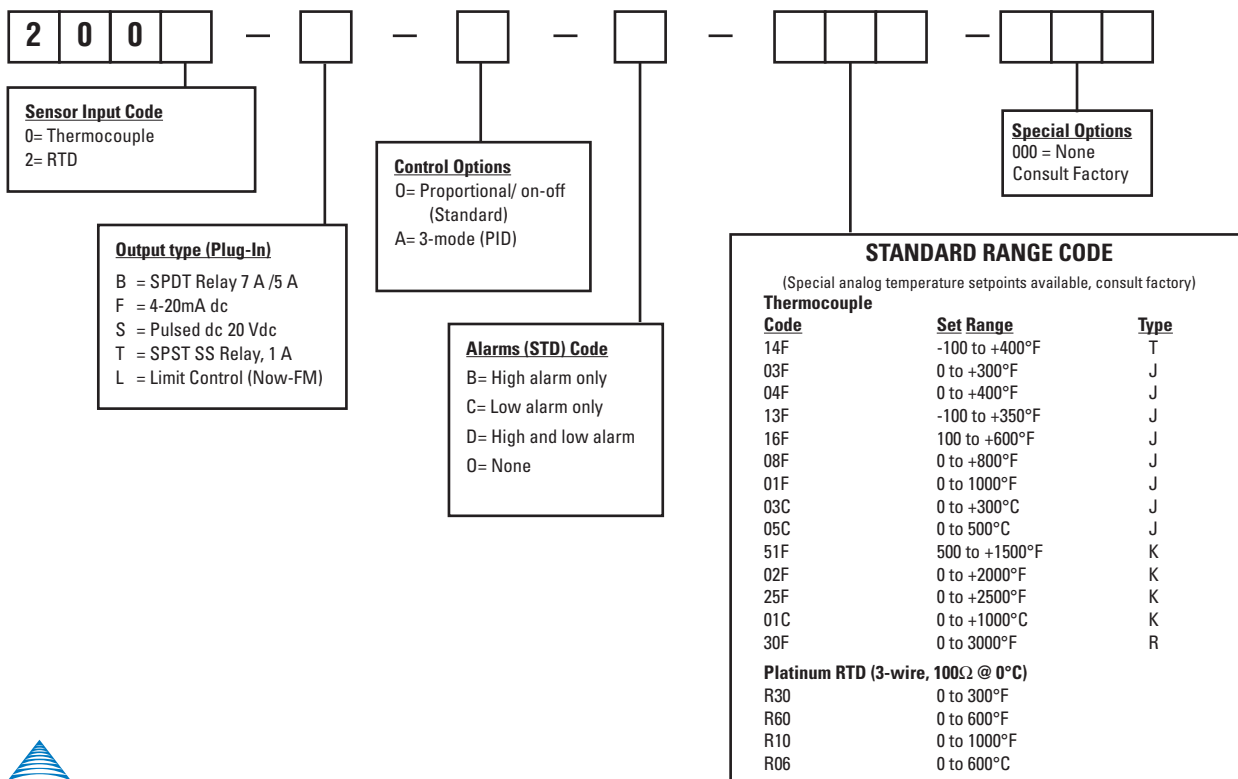 2 0 0 — — — — —
Sensor Input Code
0= Thermocouple
2= RTD
Output type (Plug-In)
B = SPDT Relay 7 A /5 A
F = 4-20mA dc
S = Pulsed dc 20 Vdc
T = SPST SS Relay, 1 A
L = Limit Control (Now-FM)
Control Options
O= Proportional/ on-off
(Standard)
A= 3-mode (PID)
Alarms (STD) Code
B= High alarm only
C= Low alarm only
D= High and low alarm
O= None
Special Options
000 = None
Consult Factory
STANDARD RANGE CODE
(Special analog temperature setpoints available, consult factory)
Thermocouple
Code Set Range Type
14F -100 to +400°F T
03F 0 to +300°F J
04F 0 to +400°F J
13F -100 to +350°F J
16F 100 to +600°F J
08F 0 to +800°F J
01F 0 to 1000°F J
03C 0 to +300°C J
05C 0 to 500°C J
51F 500 to +1500°F K
02F 0 to +2000°F K
25F 0 to +2500°F K
01C 0 to +1000°C K
30F 0 to 3000°F R
Platinum RTD (3-wire, 100Ω @ 0°C)
R30 0 to 300°F
R60 0 to 600°F
R10 0 to 1000°F
R06 0 to 600°C